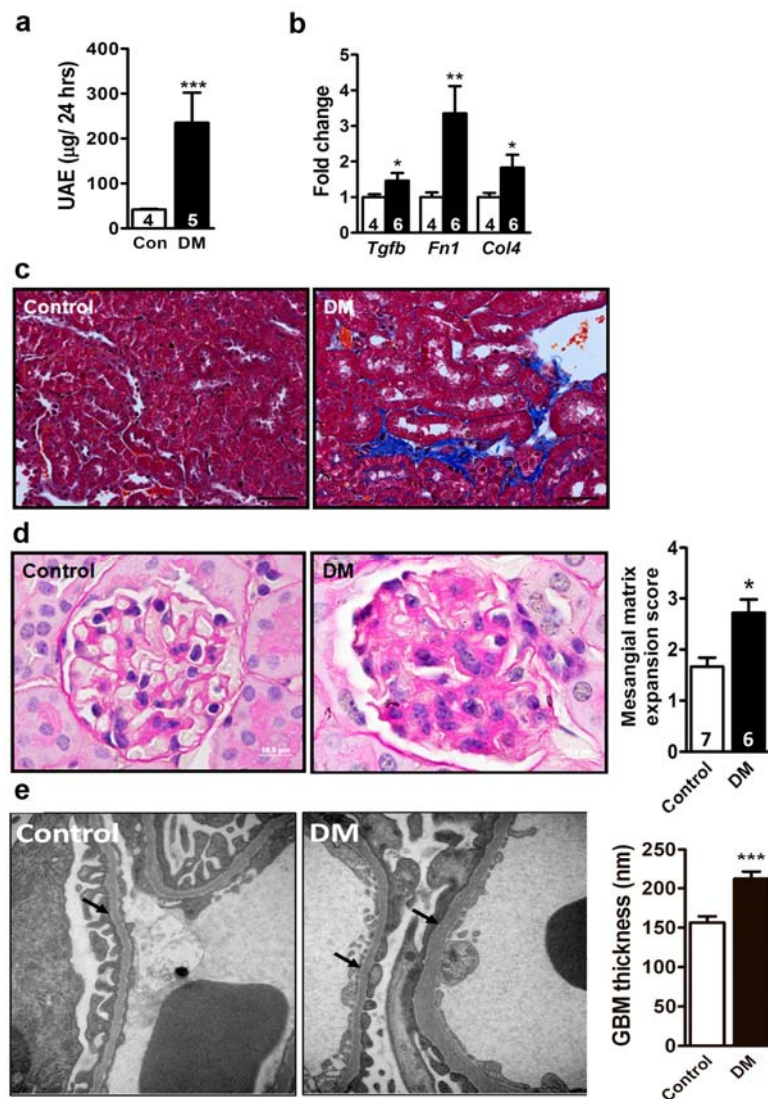 a
UAE (µg/ 24 hrs)
400
300
200
100
0
***
4
5
Con DM
b
Fold change
5
4
3
2
1
0
*
**
*
4 6 4 6 4 6
Tgfb Fn1 Col4
c
Control
DM
d
Control
DM
10.0 µm
Mesangial matrix
expansion score
4
3
2
1
0
*
7
6
Control
DM
e
Control
DM
GBM thickness (nm)
250
200
150
100
50
0
***
Control
DM